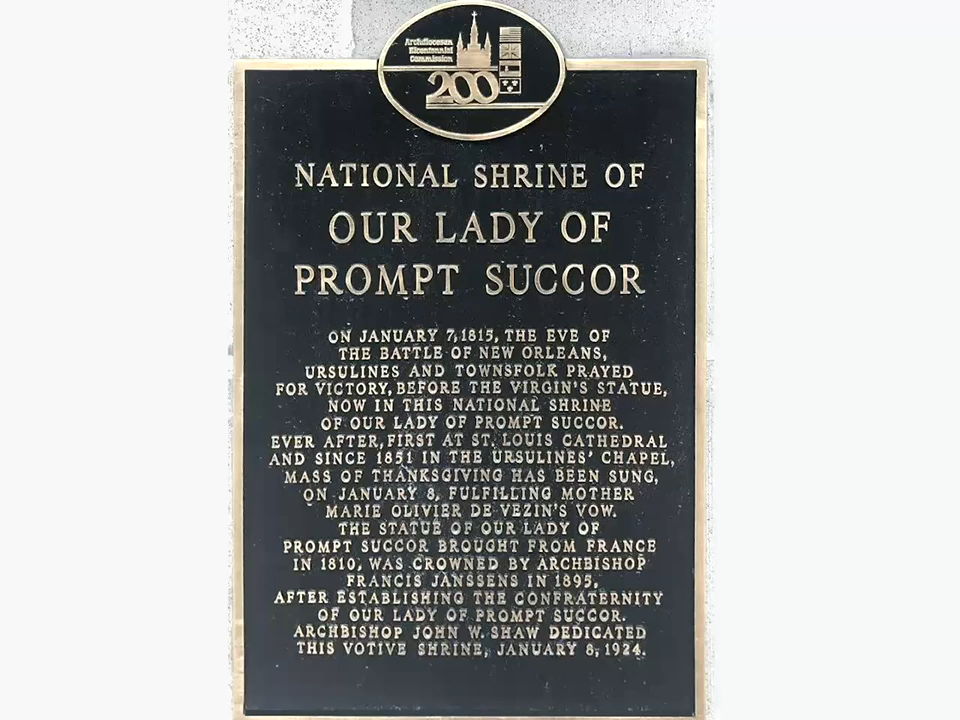 Archdiocesan
Bicentennial
Commission
200
NATIONAL SHRINE OF
OUR LADY OF
PROMPT SUCCOR
ON JANUARY 7, 1815, THE EVE OF
THE BATTLE OF NEW ORLEANS,
URSULINES AND TOWNSFOLK PRAYED
FOR VICTORY, BEFORE THE VIRGIN'S STATUE,
NOW IN THIS NATIONAL SHRINE
OF OUR LADY OF PROMPT SUCCOR.
EVER AFTER, FIRST AT ST. LOUIS CATHEDRAL
AND SINCE 1851 IN THE URSULINES' CHAPEL,
MASS OF THANKSGIVING HAS BEEN SUNG,
ON JANUARY 8, FULFILLING MOTHER
MARIE OLIVIER DE VEZIN'S VOW.
THE STATUE OF OUR LADY OF
PROMPT SUCCOR BROUGHT FROM FRANCE
IN 1810, WAS CROWNED BY ARCHBISHOP
FRANCIS JANSSENS IN 1895,
AFTER ESTABLISHING THE CONFRATERNITY
OF OUR LADY OF PROMPT SUCCOR.
ARCHBISHOP JOHN W. SHAW DEDICATED
THIS VOTIVE SHRINE, JANUARY 8, 1924.